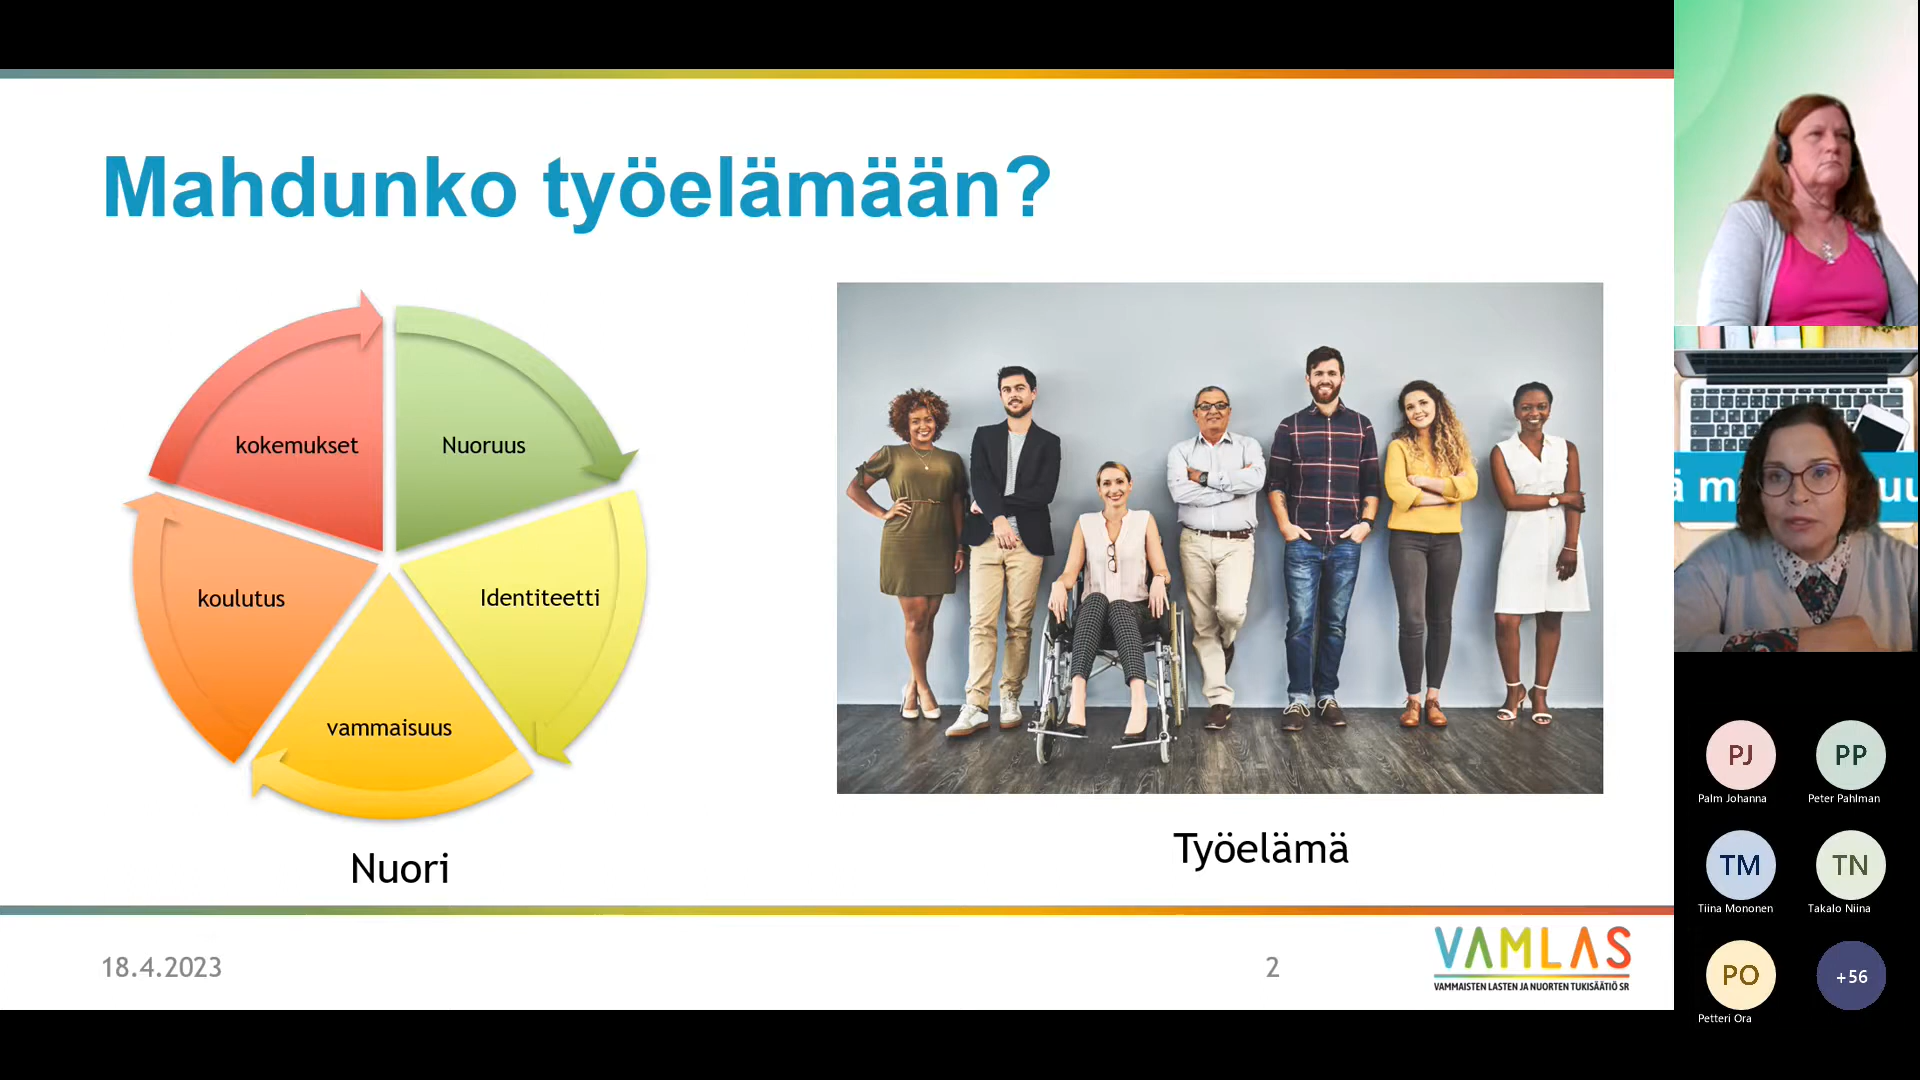 Mahdunko työelämään?
kokemukset
Nuoruus
koulutus
Identiteetti
vammaisuus
Nuori
Työelämä
18.4.2023
2
VAMLAS
VAMMAISTEN LASTEN JA NUORTEN TUKISÄÄTIÖ SR
PJ
Palm Johanna
PP
Peter Pahlman
TM
Tiina Mononen
TN
Takalo Niina
PO
Petteri Ora
+56